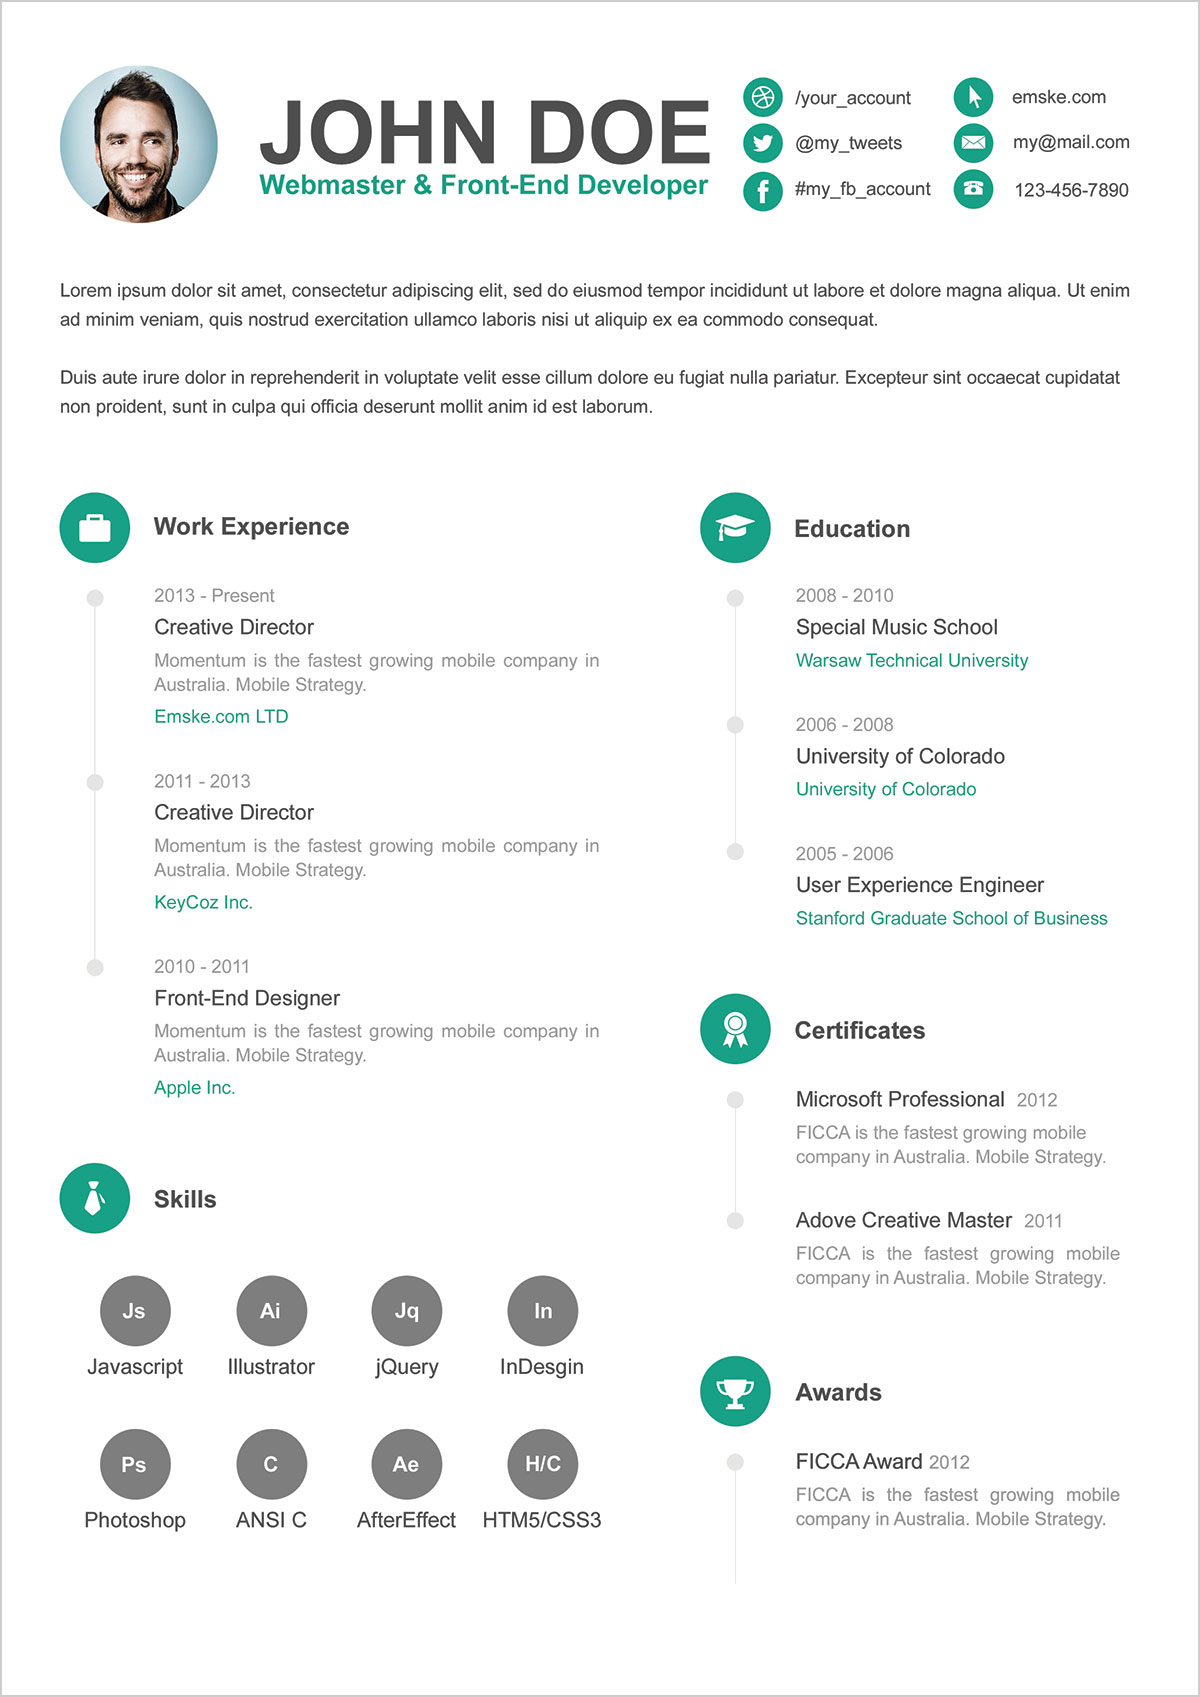 JOHN DOE
Webmaster & Front-End Developer
/your_account
@my_tweets
#my_fb_account
emske.com
my@mail.com
123-456-7890
Lorem ipsum dolor sit amet, consectetur adipiscing elit, sed do eiusmod tempor incididunt ut labore et dolore magna aliqua. Ut enim
ad minim veniam, quis nostrud exercitation ullamco laboris nisi ut aliquip ex ea commodo consequat.
Duis aute irure dolor in reprehenderit in voluptate velit esse cillum dolore eu fugiat nulla pariatur. Excepteur sint occaecat cupidatat
non proident, sunt in culpa qui officia deserunt mollit anim id est laborum.
Work Experience
2013 - Present
Creative Director
Momentum is the fastest growing mobile company in
Australia. Mobile Strategy.
Emske.com LTD
2011 - 2013
Creative Director
Momentum is the fastest growing mobile company in
Australia. Mobile Strategy.
KeyCoz Inc.
2010 - 2011
Front-End Designer
Momentum is the fastest growing mobile company in
Australia. Mobile Strategy.
Apple Inc.
Skills
Js Ai Jq In
Javascript Illustrator jQuery InDesgin
Ps C Ae H/C
Photoshop ANSI C AfterEffect HTM5/CSS3
Education
2008 - 2010
Special Music School
Warsaw Technical University
2006 - 2008
University of Colorado
University of Colorado
2005 - 2006
User Experience Engineer
Stanford Graduate School of Business
Certificates
Microsoft Professional 2012
FICCA is the fastest growing mobile
company in Australia. Mobile Strategy.
Adove Creative Master 2011
FICCA is the fastest growing mobile
company in Australia. Mobile Strategy.
Awards
FICCA Award 2012
FICCA is the fastest growing mobile
company in Australia. Mobile Strategy.